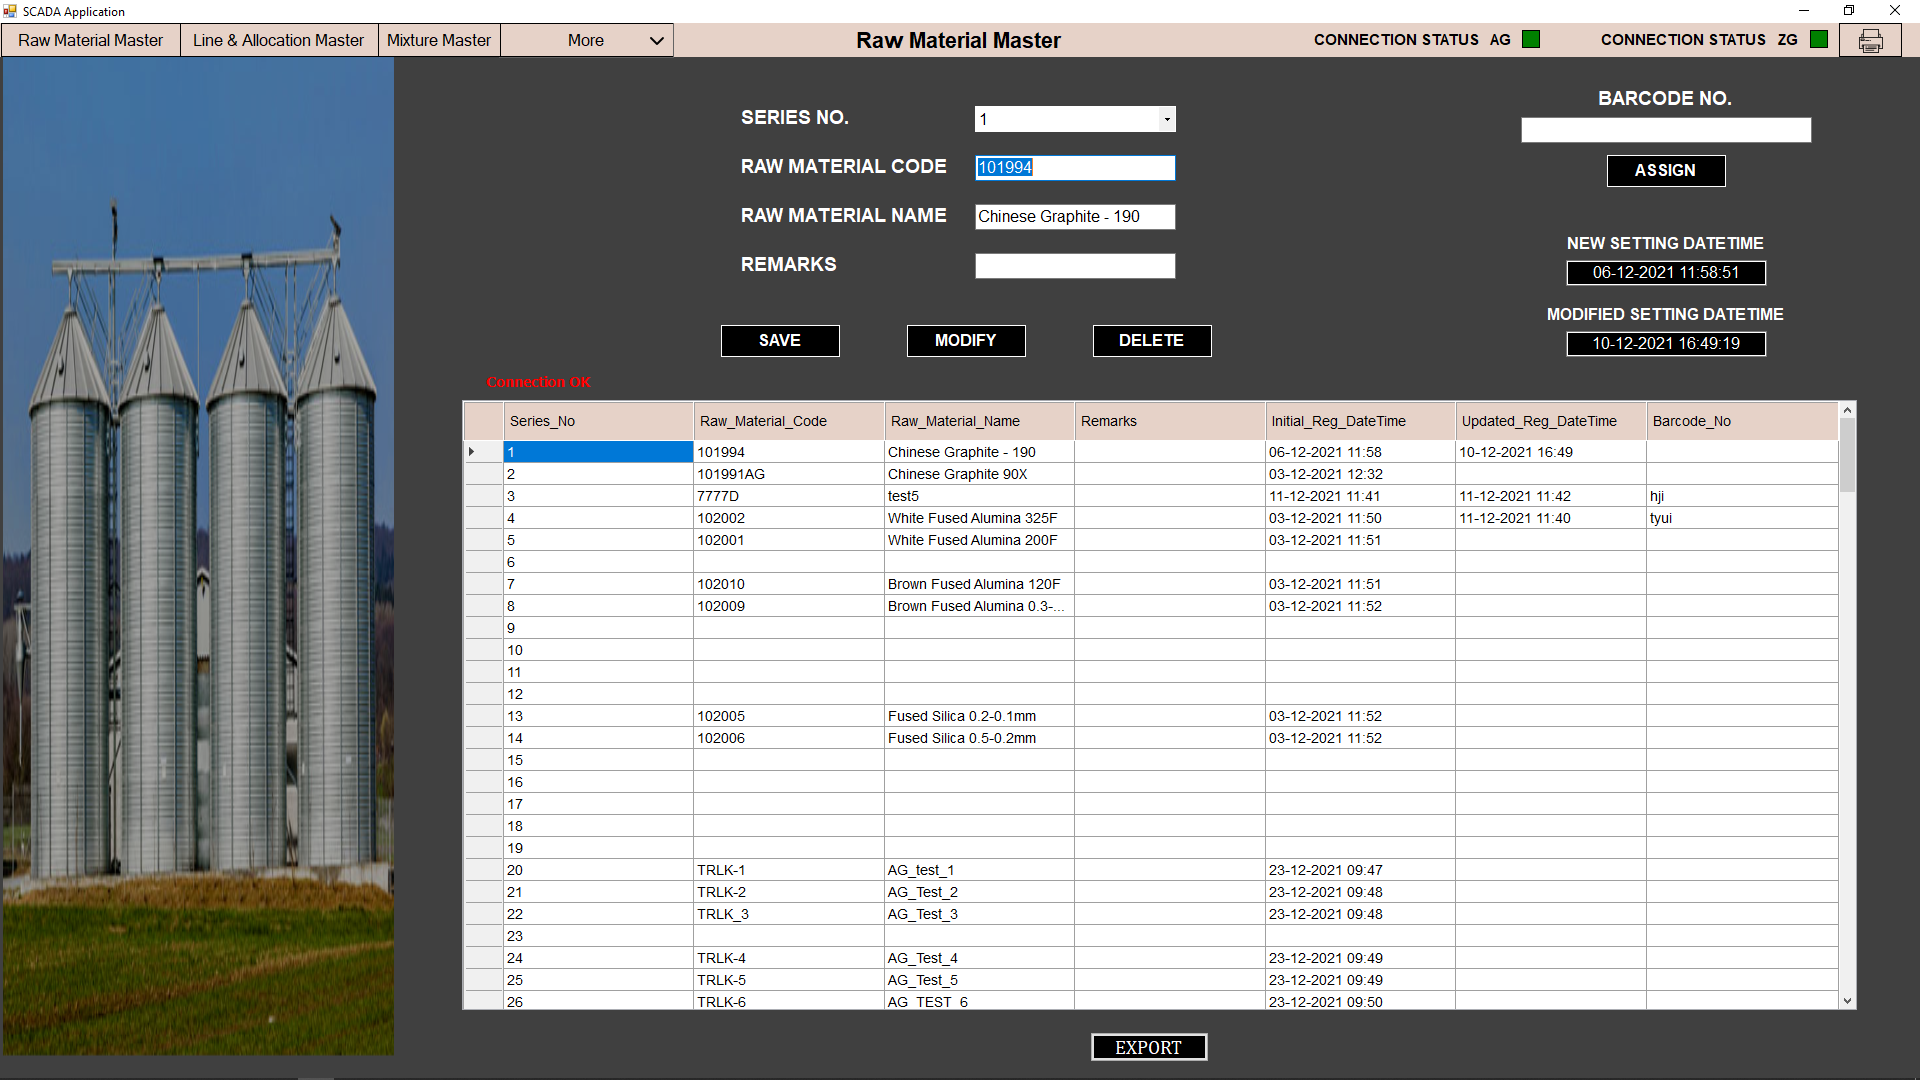 SCADA Application
Raw Material Master Line & Allocation Master Mixture Master More Raw Material Master CONNECTION STATUS AG CONNECTION STATUS ZG
SERIES NO. 1
RAW MATERIAL CODE 101994
RAW MATERIAL NAME Chinese Graphite - 190
REMARKS
SAVE MODIFY DELETE
BARCODE NO.
ASSIGN
NEW SETTING DATETIME
06-12-2021 11:58:51
MODIFIED SETTING DATETIME
10-12-2021 16:49:19
Connection OK
Series_No Raw_Material_Code Raw_Material_Name Remarks Initial_Reg_DateTime Updated_Reg_DateTime Barcode_No
1 101994 Chinese Graphite - 190 06-12-2021 11:58 10-12-2021 16:49
2 101991AG Chinese Graphite 90X 03-12-2021 12:32
3 7777D test5 11-12-2021 11:41 11-12-2021 11:42 hji
4 102002 White Fused Alumina 325F 03-12-2021 11:50 11-12-2021 11:40 tyui
5 102001 White Fused Alumina 200F 03-12-2021 11:51
6
7 102010 Brown Fused Alumina 120F 03-12-2021 11:51
8 102009 Brown Fused Alumina 0.3-... 03-12-2021 11:52
9
10
11
12
13 102005 Fused Silica 0.2-0.1mm 03-12-2021 11:52
14 102006 Fused Silica 0.5-0.2mm 03-12-2021 11:52
15
16
17
18
19
20 TRLK-1 AG_test_1 23-12-2021 09:47
21 TRLK-2 AG_Test_2 23-12-2021 09:48
22 TRLK_3 AG_Test_3 23-12-2021 09:48
23
24 TRLK-4 AG_Test_4 23-12-2021 09:49
25 TRLK-5 AG_Test_5 23-12-2021 09:49
26 TRLK-6 AG_TEST_6 23-12-2021 09:50
EXPORT